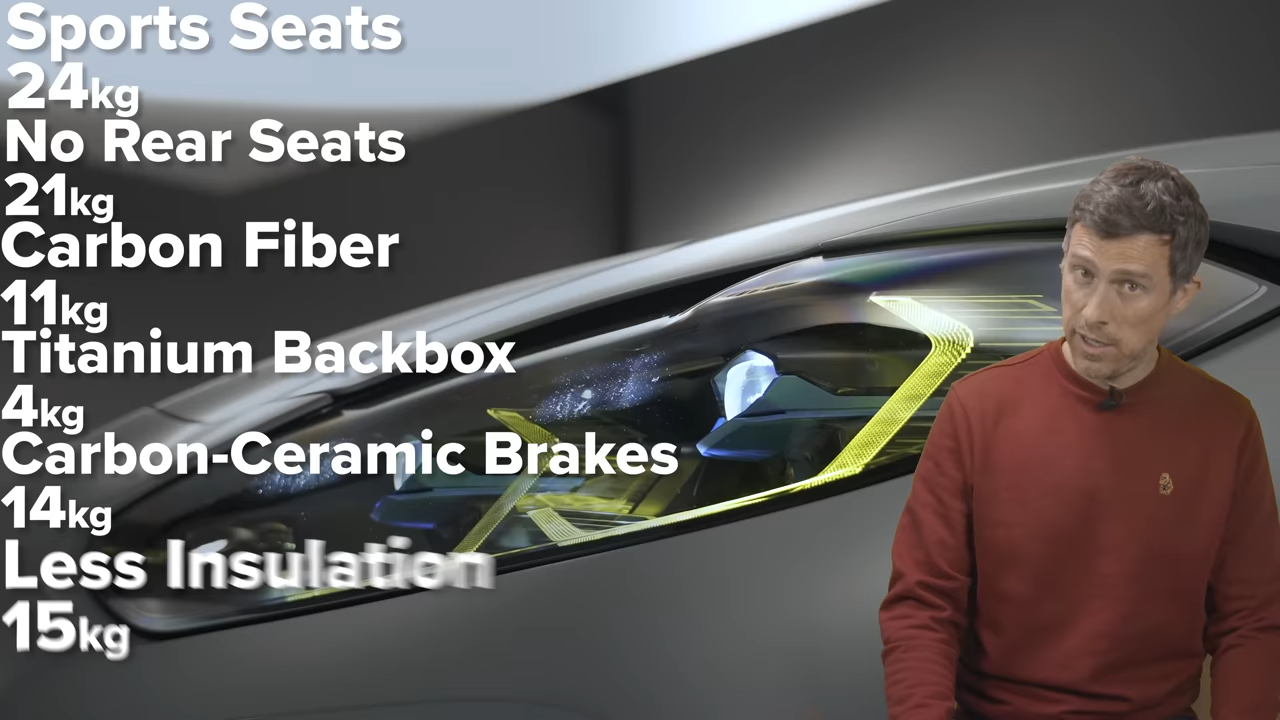 Sports Seats
24kg
No Rear Seats
21kg
Carbon Fiber
11kg
Titanium Backbox
4kg
Carbon-Ceramic Brakes
14kg
Less Insulation
15kg